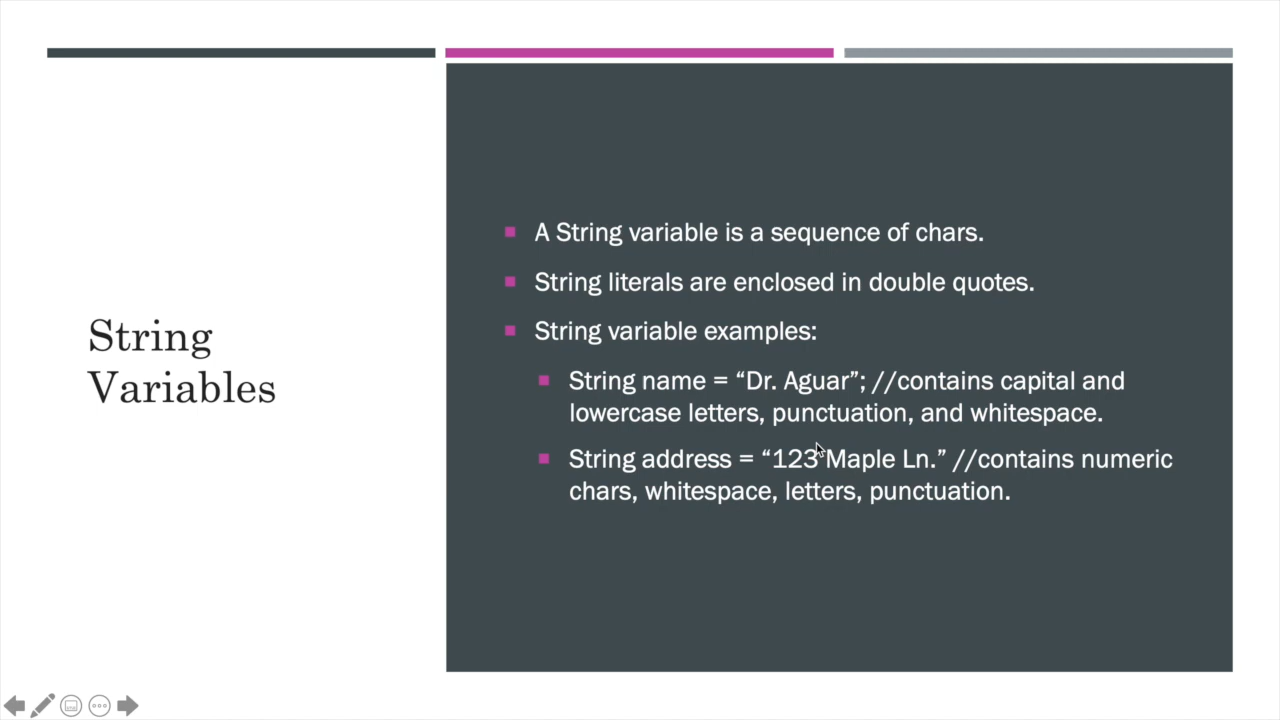 String
Variables
A String variable is a sequence of chars.
String literals are enclosed in double quotes.
String variable examples:
String name = “Dr. Aguar”; //contains capital and
lowercase letters, punctuation, and whitespace.
String address = “123 Maple Ln.” //contains numeric
chars, whitespace, letters, punctuation.